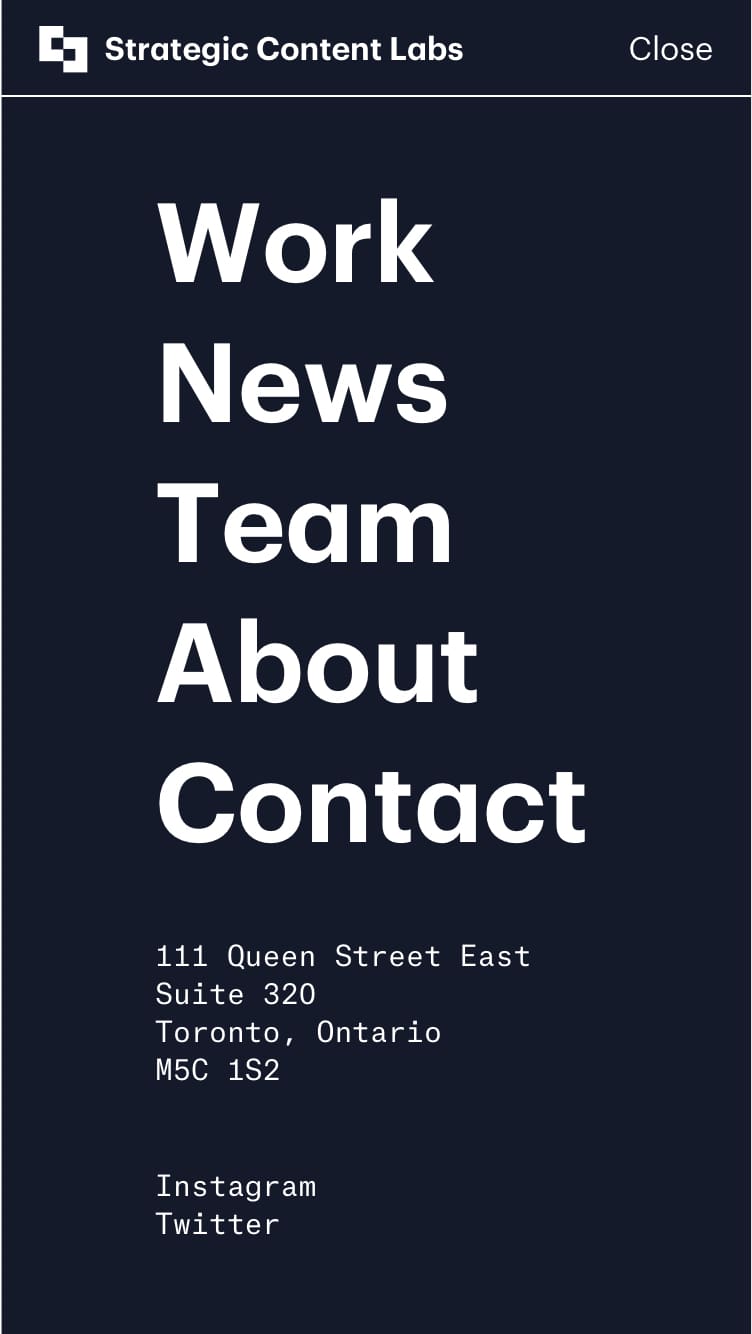 Strategic Content Labs
Close
Work
News
Team
About
Contact
111 Queen Street East
Suite 320
Toronto, Ontario
M5C 1S2
Instagram
Twitter